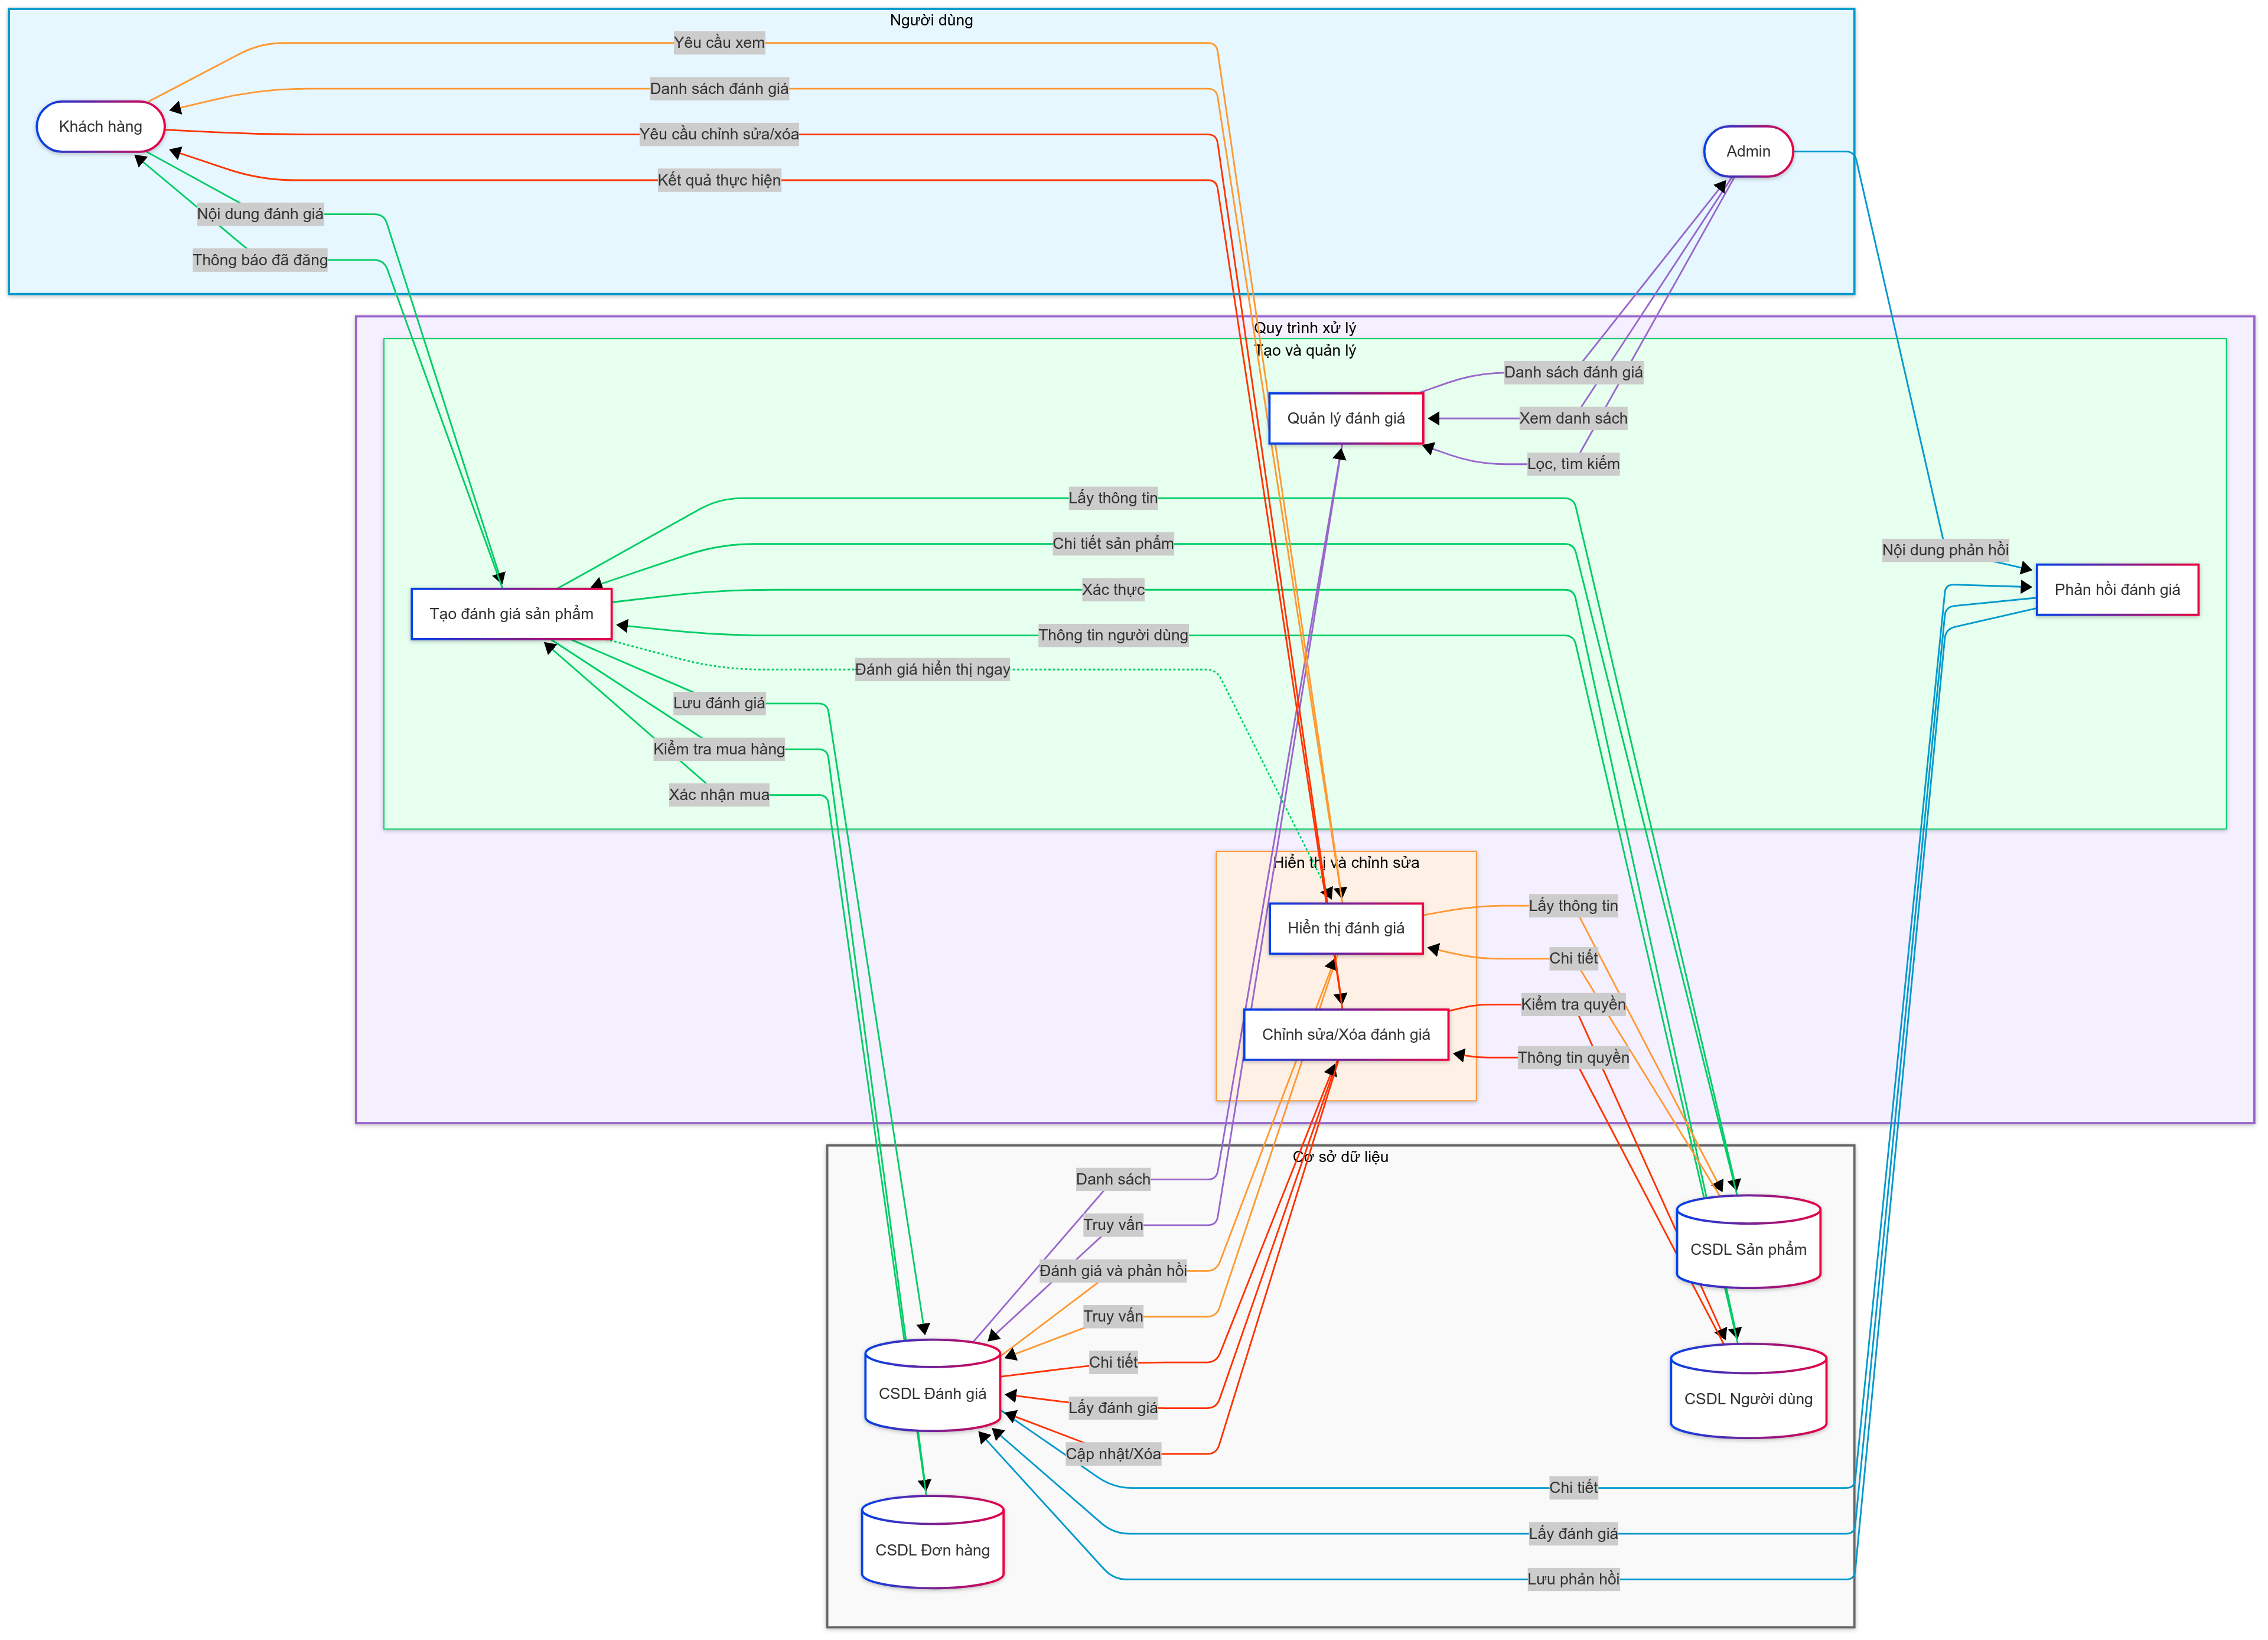 Người dùng
Yêu cầu xem
Danh sách đánh giá
Khách hàng
Yêu cầu chỉnh sửa/xóa
Admin
Kết quả thực hiện
Nội dung đánh giá
Thông báo đã đăng
Quy trình xử lý
Tạo và quản lý
Danh sách đánh giá
Quản lý đánh giá
Xem danh sách
Lọc, tìm kiếm
Lấy thông tin
Chi tiết sản phẩm
Nội dung phản hồi
Xác thực
Phản hồi đánh giá
Tạo đánh giá sản phẩm
Thông tin người dùng
Đánh giá hiển thị ngay
Lưu đánh giá
Kiểm tra mua hàng
Xác nhận mua
Hiển thị và chỉnh sửa
Lấy thông tin
Hiển thị đánh giá
Chi tiết
Kiểm tra quyền
Chỉnh sửa/Xóa đánh giá
Thông tin quyền
Cơ sở dữ liệu
Danh sách
Truy vấn
CSDL Sản phẩm
Đánh giá và phản hồi
Truy vấn
Chi tiết
CSDL Đánh giá
CSDL Người dùng
Lấy đánh giá
Cập nhật/Xóa
Chi tiết
Lấy đánh giá
CSDL Đơn hàng
Lưu phản hồi